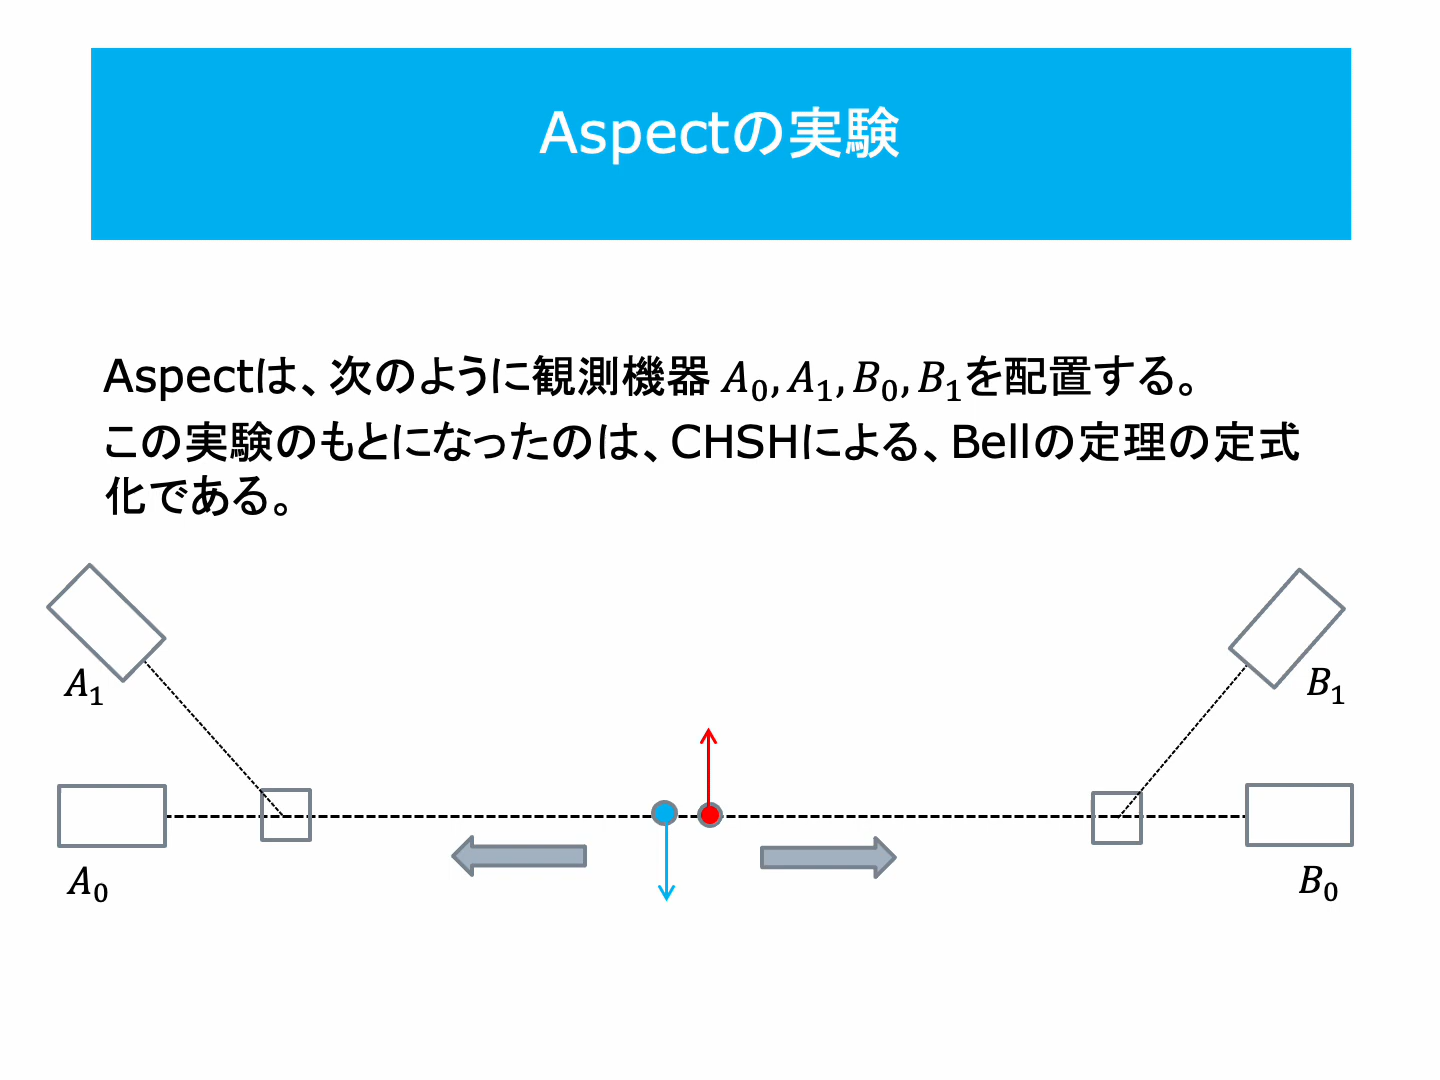 Aspectの実験
Aspectは、次のように観測機器 A₀, A₁, B₀, B₁を配置する。
この実験のもとになったのは、CHSHによる、Bellの定理の定式
化である。
A₁
B₁
A₀
B₀